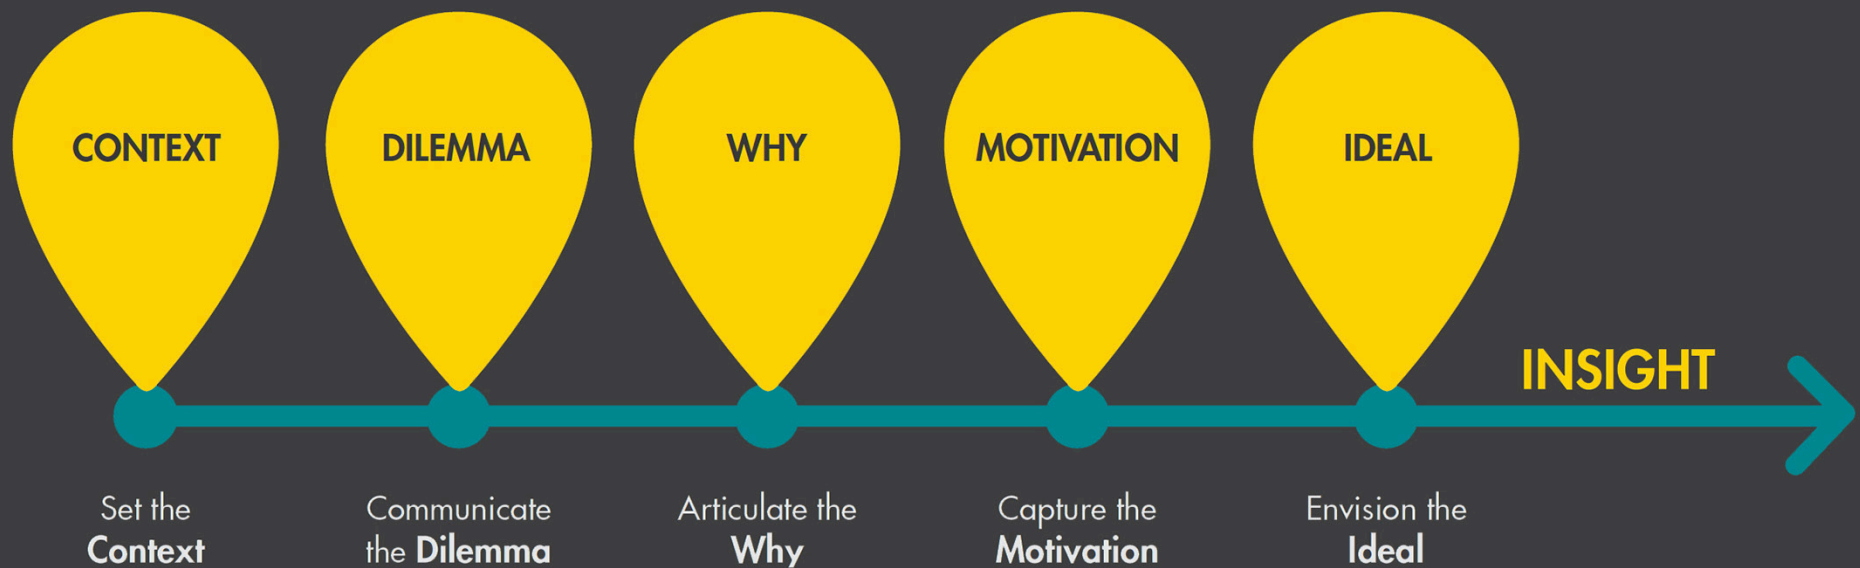 CONTEXT
DILEMMA
WHY
MOTIVATION
IDEAL
INSIGHT
Set the
Context
Communicate
the Dilemma
Articulate the
Why
Capture the
Motivation
Envision the
Ideal